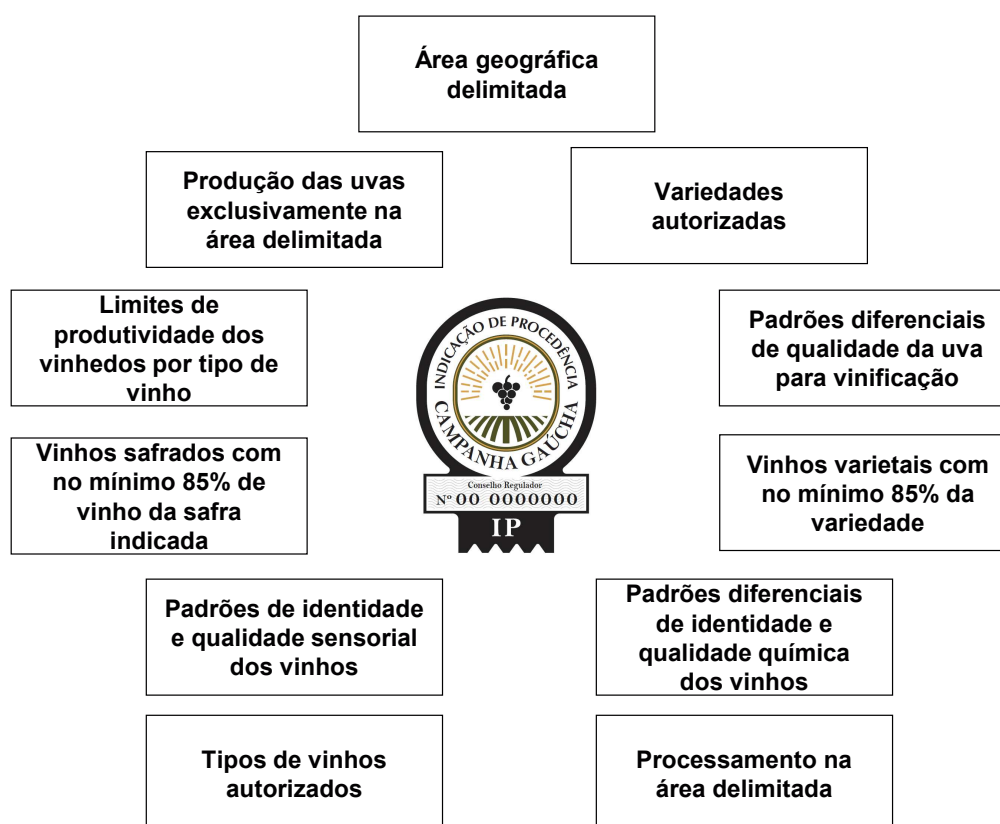 Área geográfica
delimitada
Produção das uvas
exclusivamente na
área delimitada
Variedades
autorizadas
Limites de
produtividade dos
vinhedos por tipo de
vinho
INDICAÇÃO DE PROCEDÊNCIA
CAMPANHA GAÚCHA
Conselho Regulador
Nº 00 0000000
IP
Padrões diferenciais
de qualidade da uva
para vinificação
Vinhos safrados com
no mínimo 85% de
vinho da safra
indicada
Vinhos varietais com
no mínimo 85% da
variedade
Padrões de identidade
e qualidade sensorial
dos vinhos
Padrões diferenciais
de identidade e
qualidade química
dos vinhos
Tipos de vinhos
autorizados
Processamento na
área delimitada